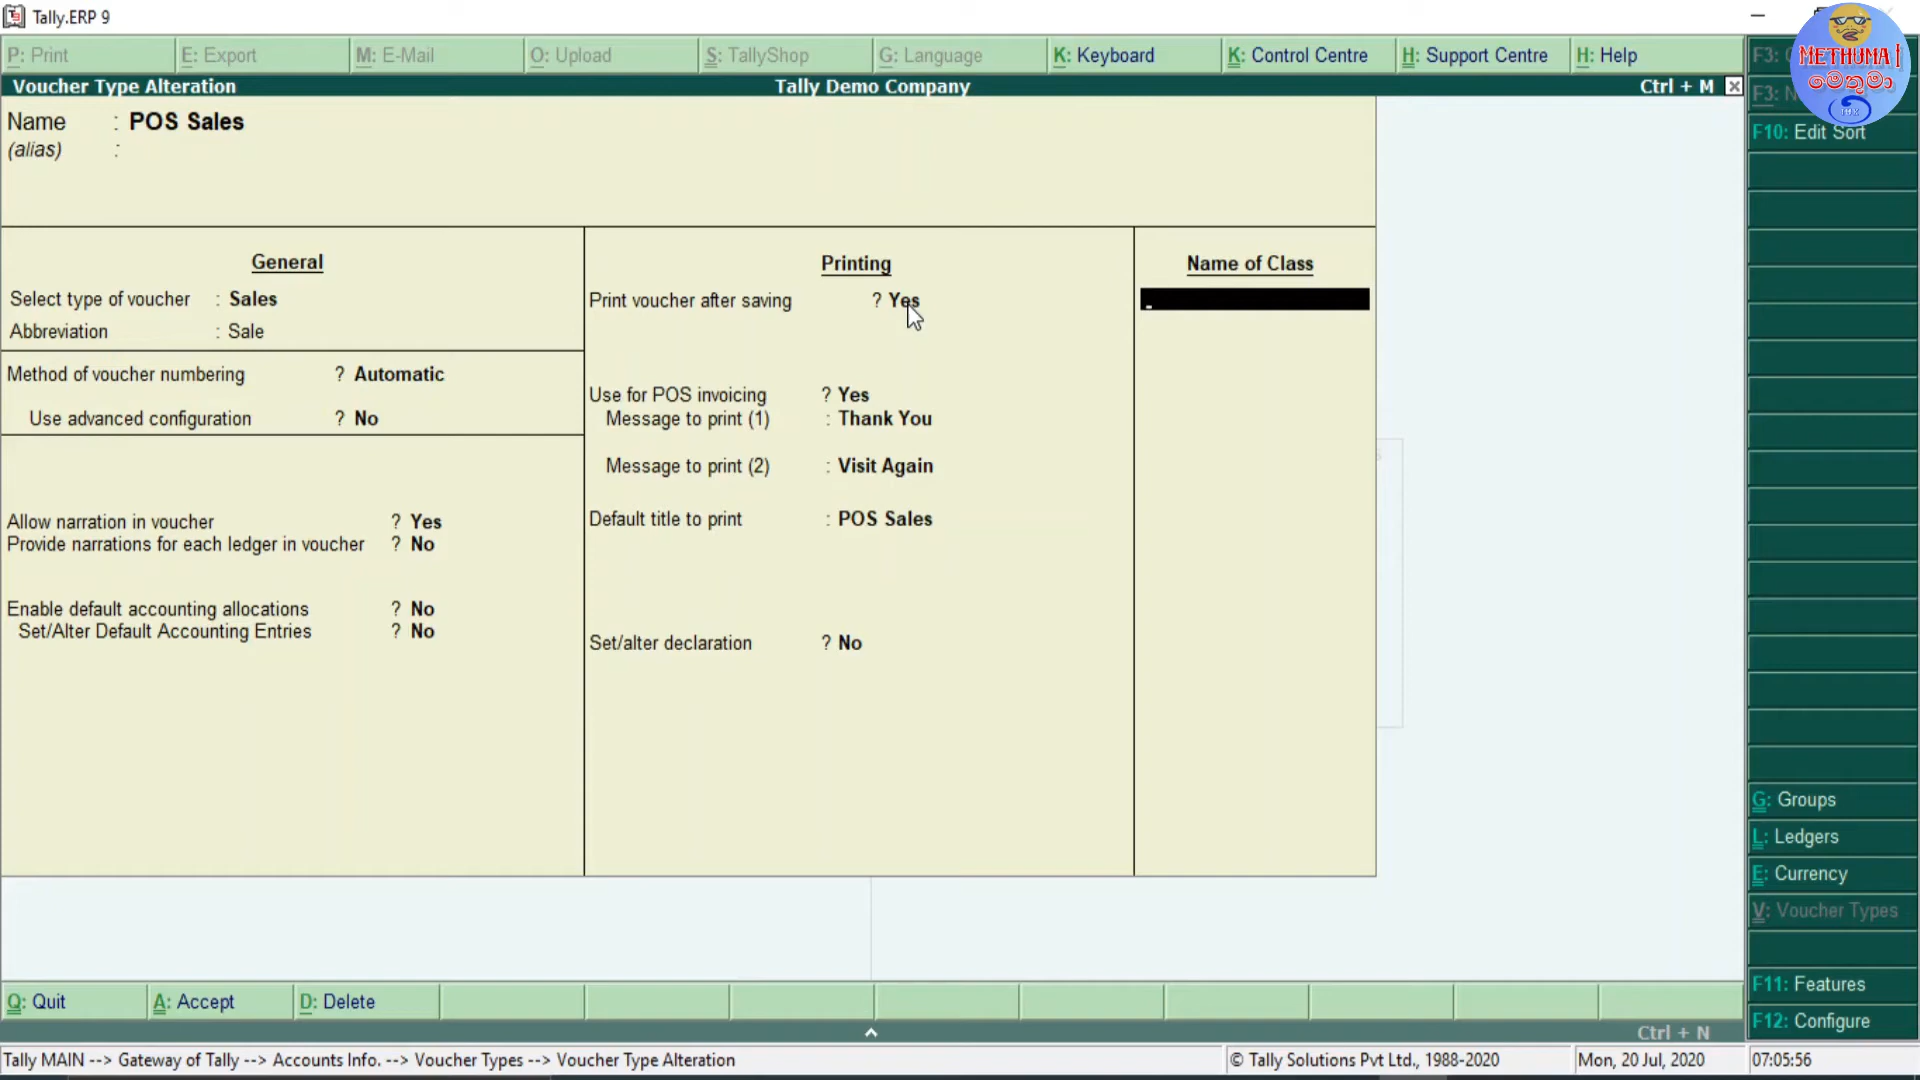 Tally.ERP 9
P: Print
E: Export
M: E-Mail
O: Upload
S: TallyShop
G: Language
K: Keyboard
K: Control Centre
H: Support Centre
H: Help
METHUMA
මෙතුමා
Voucher Type Alteration
Tally Demo Company
Ctrl + M
Name : POS Sales
(alias) :
General
Select type of voucher : Sales
Abbreviation : Sale
Method of voucher numbering ? Automatic
Use advanced configuration ? No
Allow narration in voucher ? Yes
Provide narrations for each ledger in voucher ? No
Enable default accounting allocations ? No
Set/Alter Default Accounting Entries ? No
Printing
Print voucher after saving ? Yes
Use for POS invoicing ? Yes
Message to print (1) : Thank You
Message to print (2) : Visit Again
Default title to print : POS Sales
Set/alter declaration ? No
Name of Class
F3:
F3:
F10: Edit Sort
G: Groups
L: Ledgers
E: Currency
V: Voucher Types
F11: Features
F12: Configure
Q: Quit
A: Accept
D: Delete
Ctrl + N
Tally MAIN --> Gateway of Tally --> Accounts Info. --> Voucher Types --> Voucher Type Alteration
© Tally Solutions Pvt Ltd., 1988-2020
Mon, 20 Jul, 2020
07:05:56